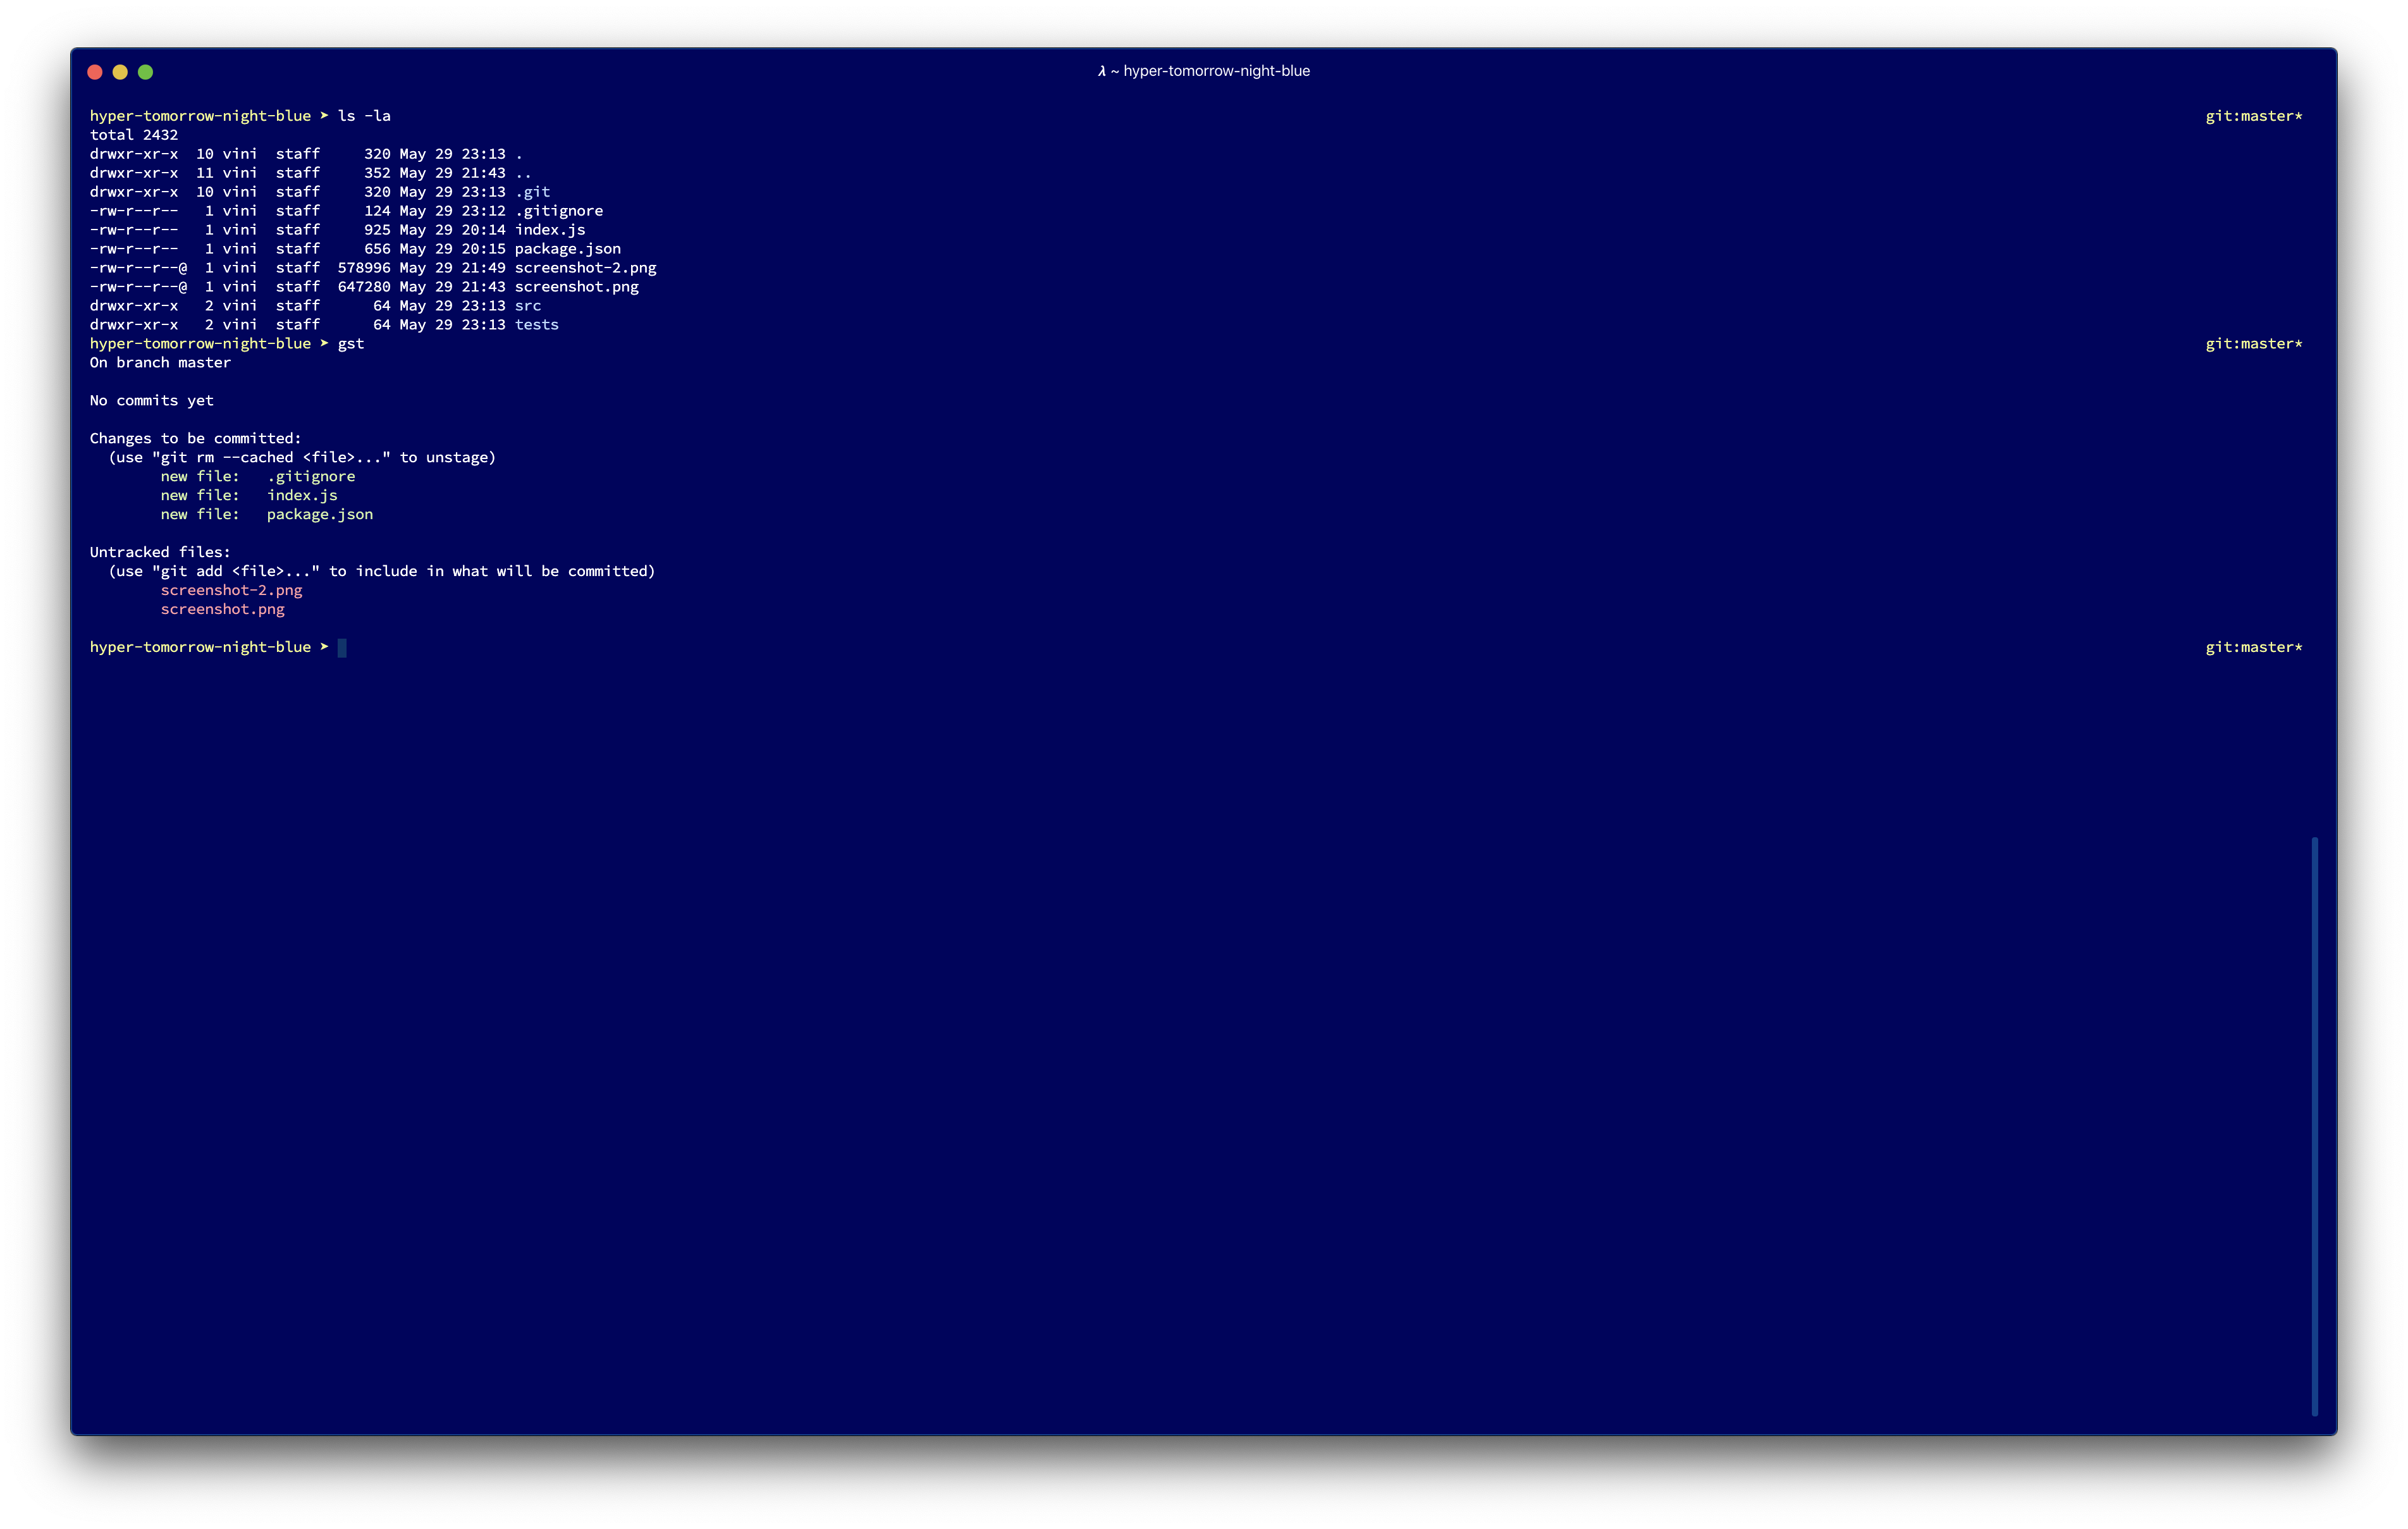 λ ~ hyper-tomorrow-night-blue
hyper-tomorrow-night-blue ➤ ls -la git:master*
total 2432
drwxr-xr-x  10 vini  staff     320 May 29 23:13 .
drwxr-xr-x  11 vini  staff     352 May 29 21:43 ..
drwxr-xr-x  10 vini  staff     320 May 29 23:13 .git
-rw-r--r--   1 vini  staff     124 May 29 23:12 .gitignore
-rw-r--r--   1 vini  staff     925 May 29 20:14 index.js
-rw-r--r--   1 vini  staff     656 May 29 20:15 package.json
-rw-r--r--@  1 vini  staff  578996 May 29 21:49 screenshot-2.png
-rw-r--r--@  1 vini  staff  647280 May 29 21:43 screenshot.png
drwxr-xr-x   2 vini  staff      64 May 29 23:13 src
drwxr-xr-x   2 vini  staff      64 May 29 23:13 tests
hyper-tomorrow-night-blue ➤ gst git:master*
On branch master
No commits yet
Changes to be committed:
  (use "git rm --cached <file>..." to unstage)
        new file:   .gitignore
        new file:   index.js
        new file:   package.json
Untracked files:
  (use "git add <file>..." to include in what will be committed)
        screenshot-2.png
        screenshot.png
hyper-tomorrow-night-blue ➤ git:master*